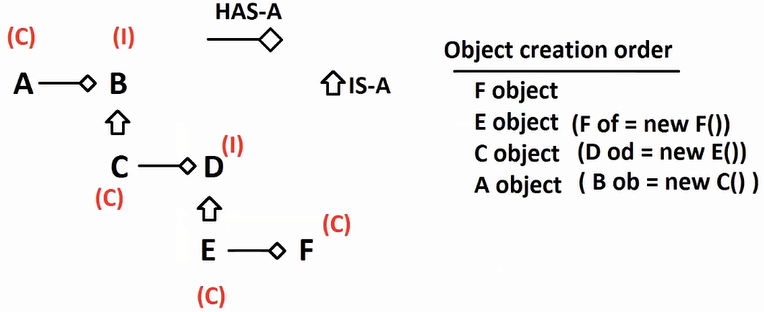 HAS-A
(C) (I)
A B
IS-A
C D (I)
(C)
E F (C)
(C)
Object creation order
F object
E object (F of = new F())
C object (D od = new E())
A object ( B ob = new C() )